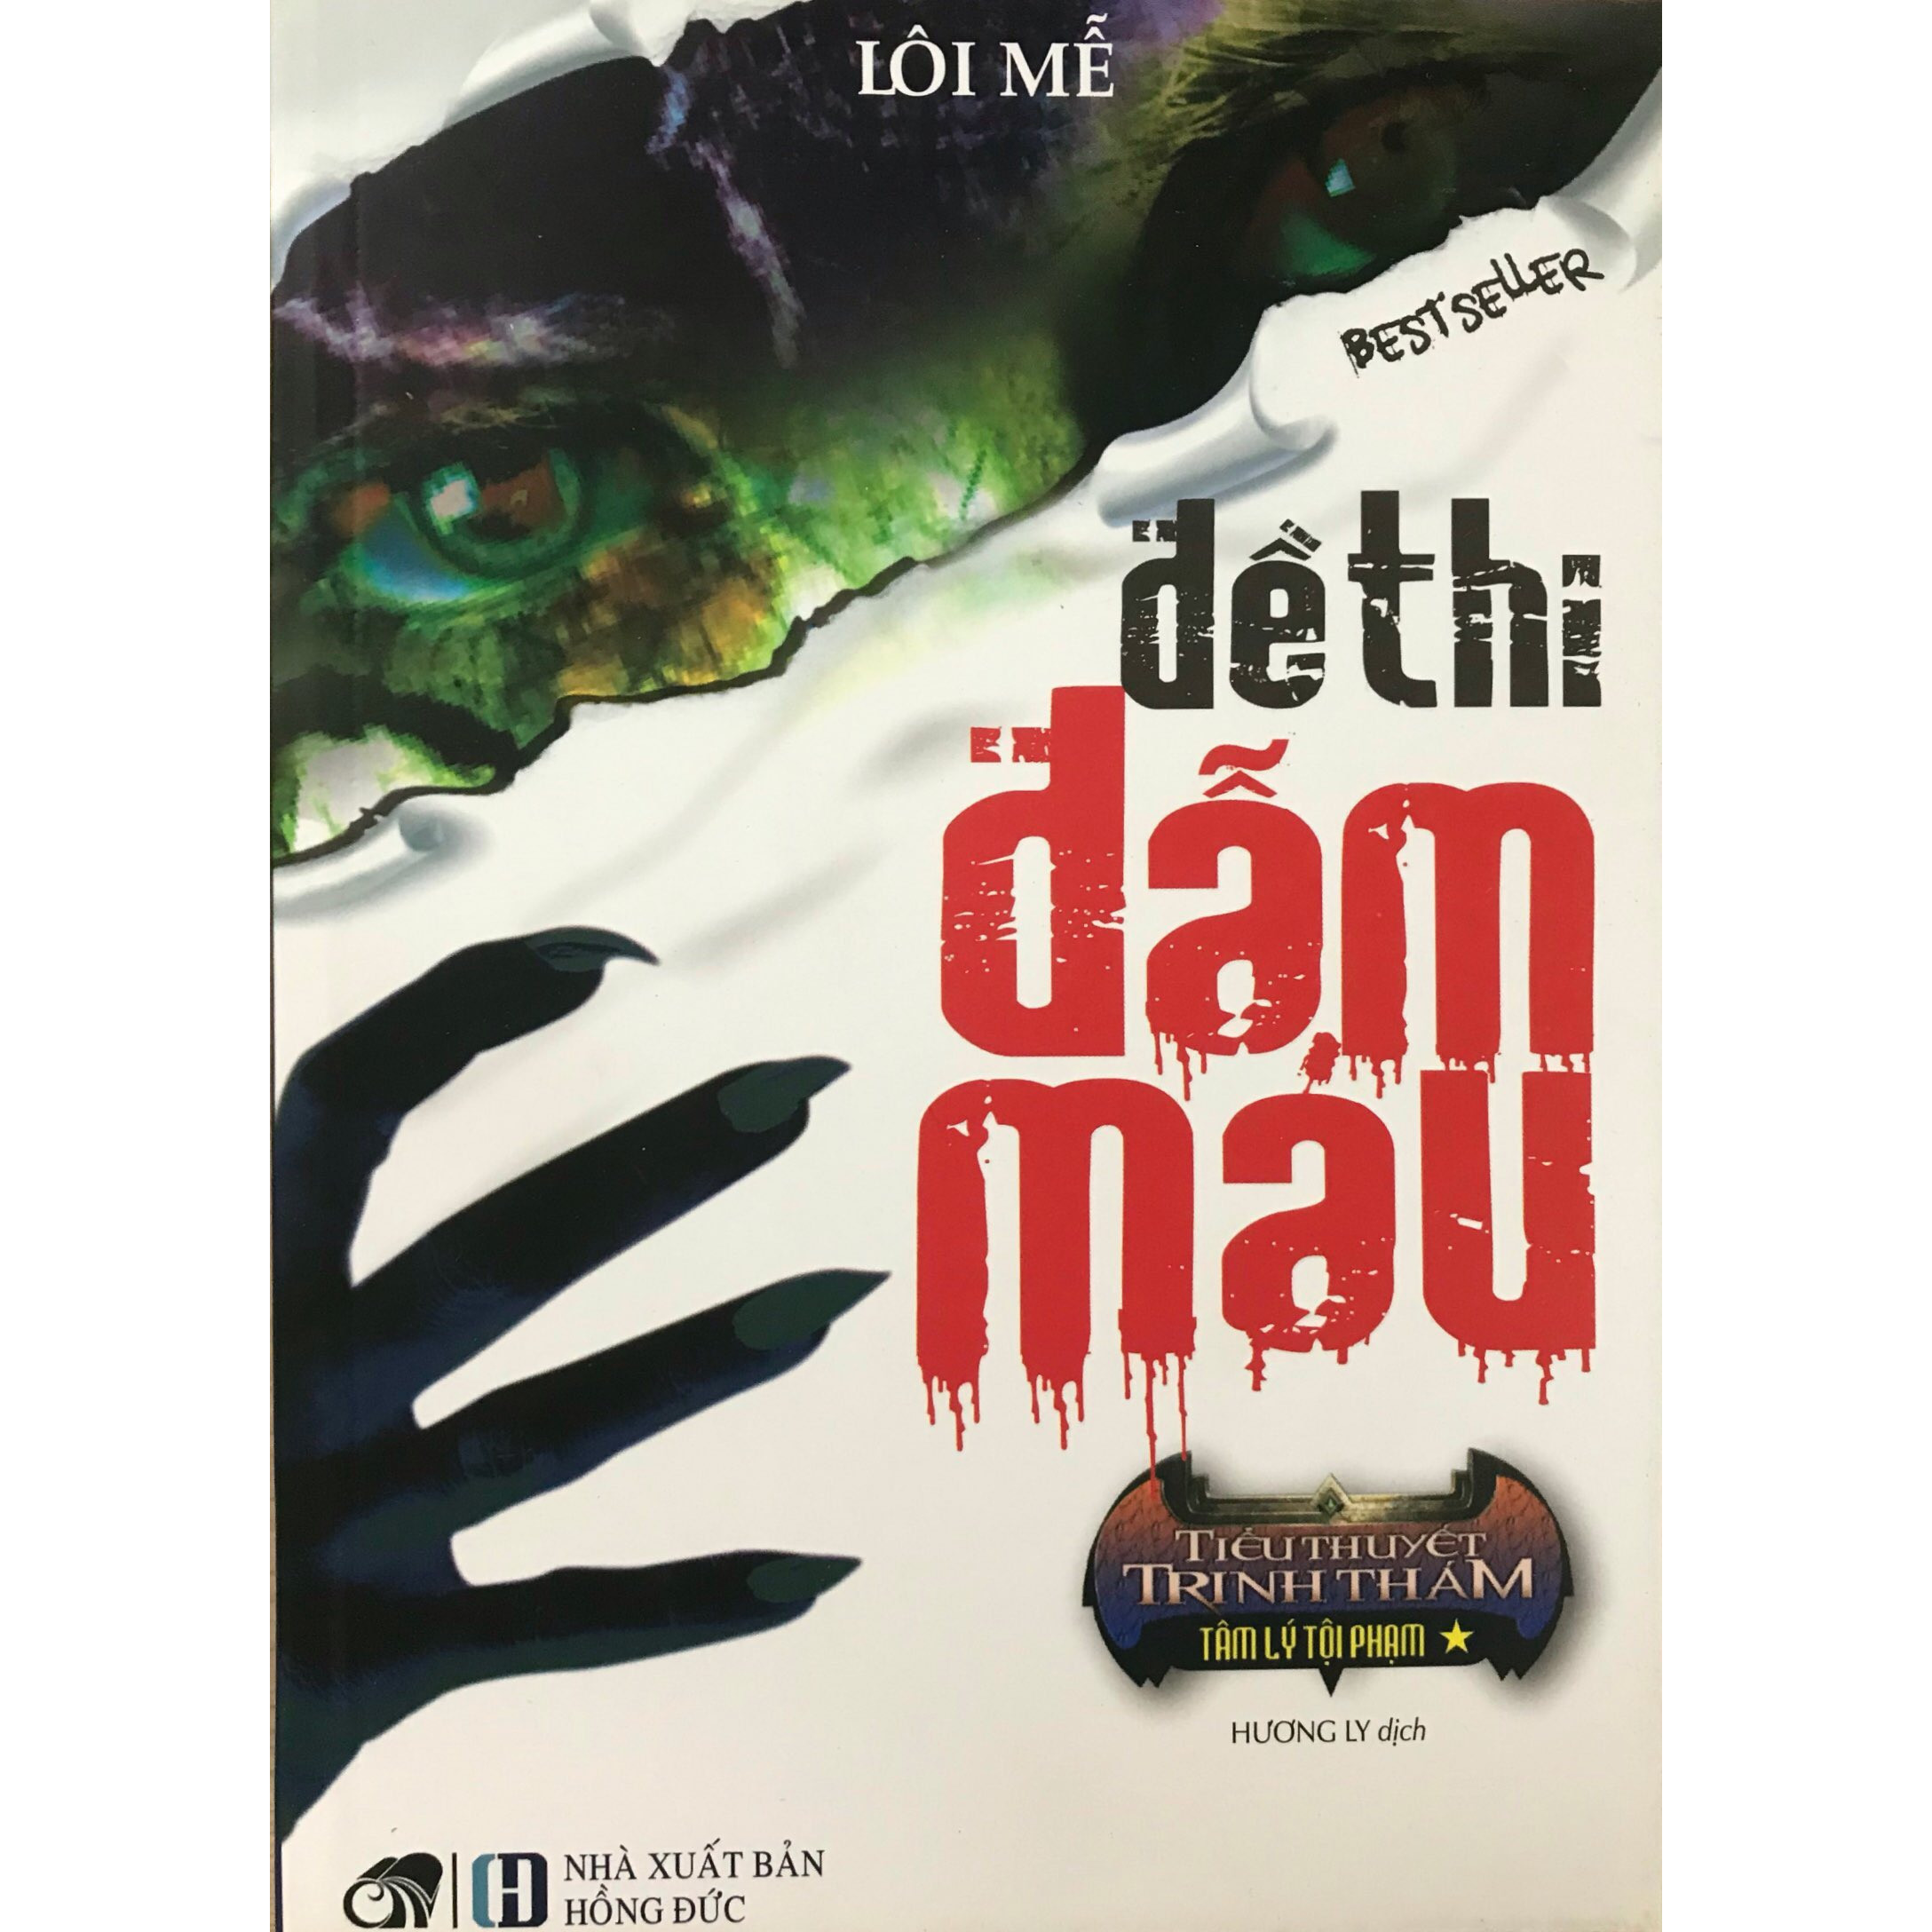 LÔI MỄ
BESTSELLER
đề thi
đẫm
máu
TIỂU THUYẾT
TRINH THÁM
TÂM LÝ TỘI PHẠM
HƯƠNG LY dịch
NHÀ XUẤT BẢN
HỒNG ĐỨC